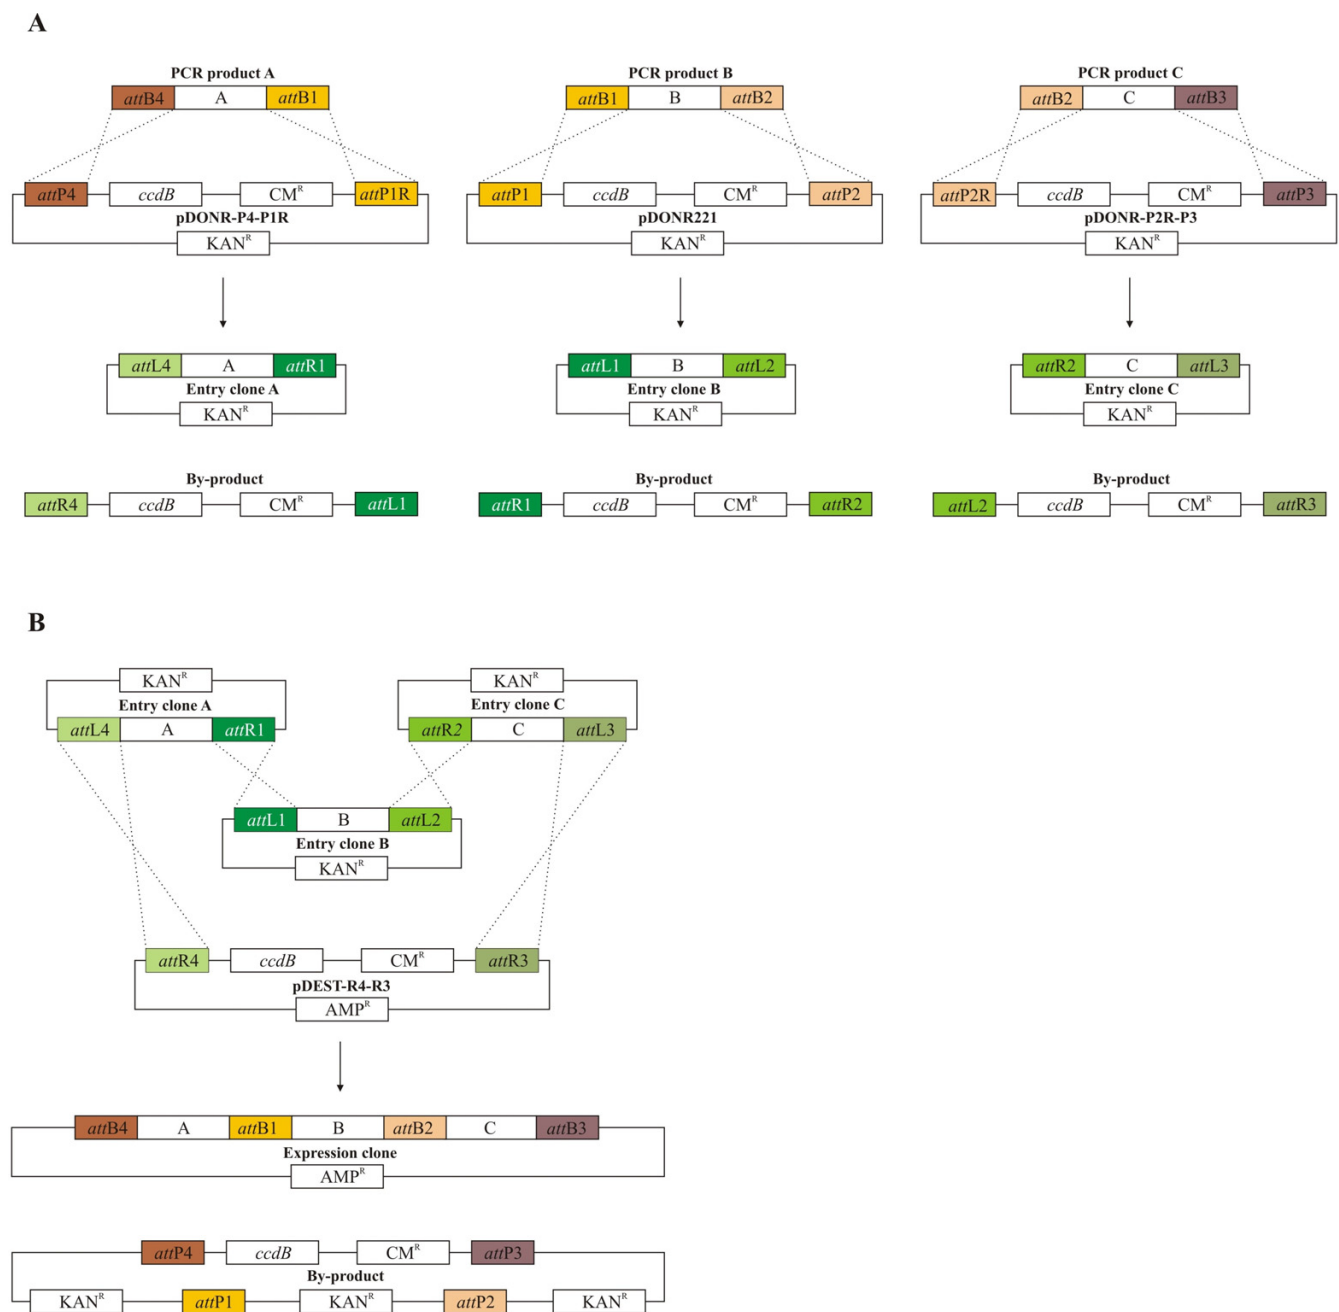 A
PCR product A PCR product B PCR product C
attB4 A attB1 attB1 B attB2 attB2 C attB3
attP4 ccdB CMᴿ attP1R attP1 ccdB CMᴿ attP2 attP2R ccdB CMᴿ attP3
pDONR-P4-P1R pDONR221 pDONR-P2R-P3
KANᴿ KANᴿ KANᴿ
attL4 A attR1 attL1 B attL2 attR2 C attL3
Entry clone A Entry clone B Entry clone C
KANᴿ KANᴿ KANᴿ
By-product By-product By-product
attR4 ccdB CMᴿ attL1 attR1 ccdB CMᴿ attR2 attL2 ccdB CMᴿ attR3
B
KANᴿ KANᴿ
Entry clone A Entry clone C
attL4 A attR1 attR2 C attL3
attL1 B attL2
Entry clone B
KANᴿ
attR4 ccdB CMᴿ attR3
pDEST-R4-R3
AMPᴿ
attB4 A attB1 B attB2 C attB3
Expression clone
AMPᴿ
attP4 ccdB CMᴿ attP3
By-product
KANᴿ attP1 KANᴿ attP2 KANᴿ